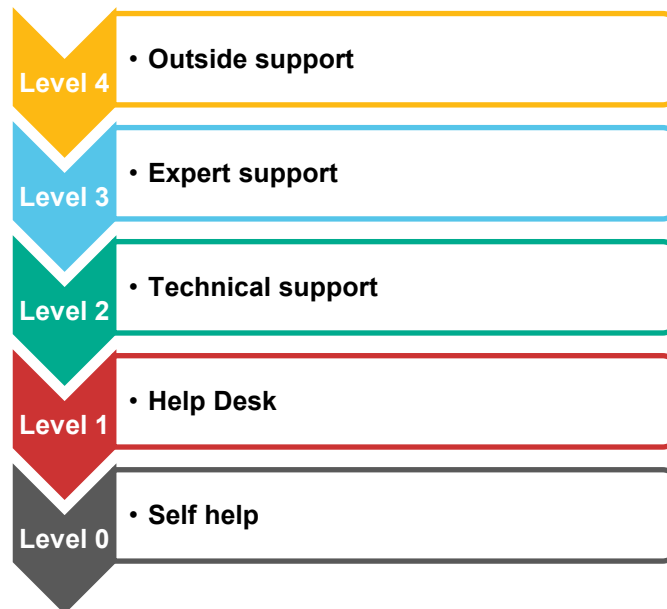 Level 4
• Outside support
Level 3
• Expert support
Level 2
• Technical support
Level 1
• Help Desk
Level 0
• Self help